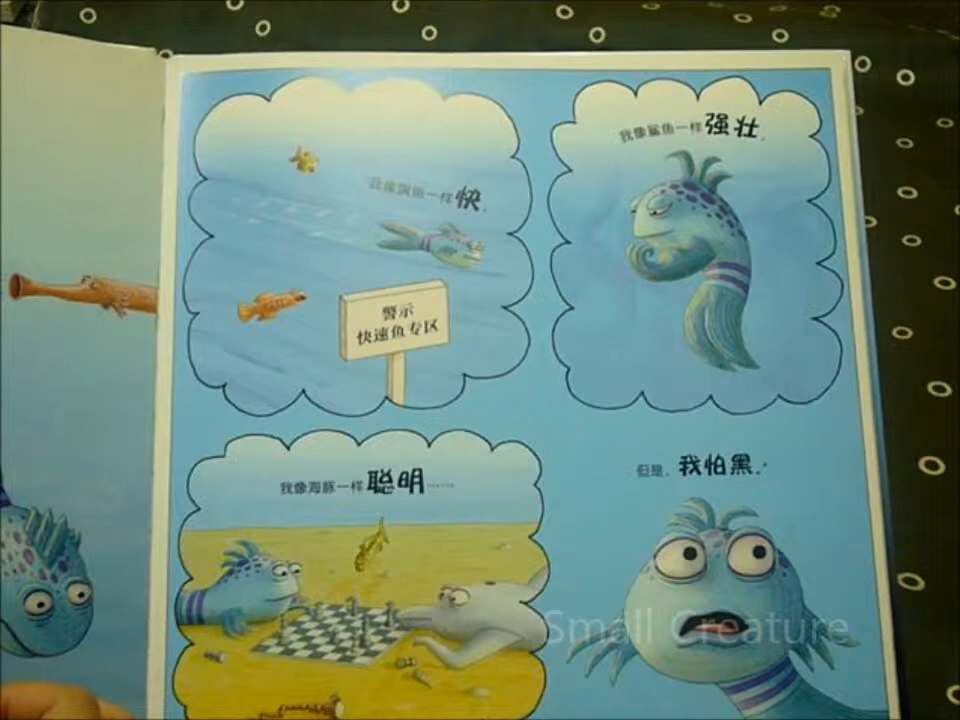 我像旗鱼一样快。
警示
快速鱼专区
我像鲨鱼一样强壮。
我像海豚一样聪明……
但是，我怕黑。
Small Creature